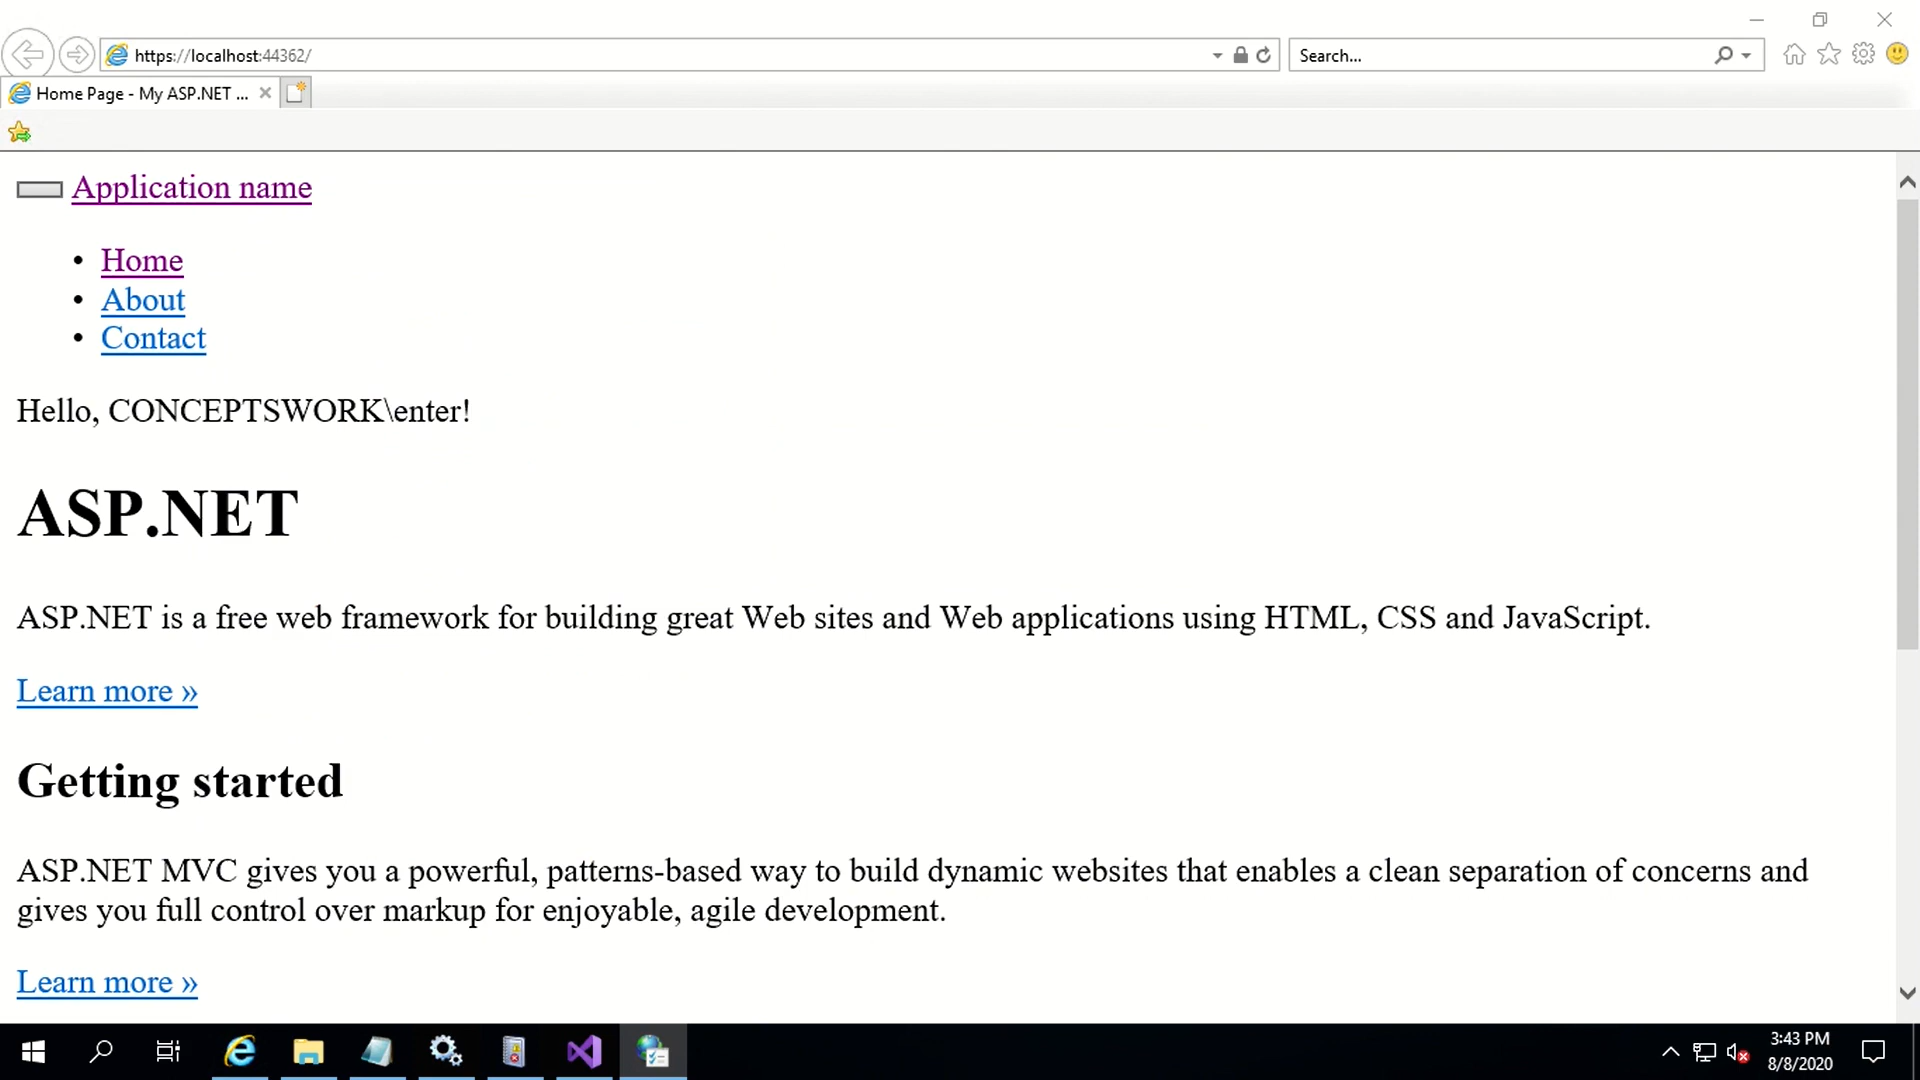 https://localhost:44362/
Search...
Home Page - My ASP.NET ...
Application name
• Home
• About
• Contact
Hello, CONCEPTSWORK\enter!
ASP.NET
ASP.NET is a free web framework for building great Web sites and Web applications using HTML, CSS and JavaScript.
Learn more »
Getting started
ASP.NET MVC gives you a powerful, patterns-based way to build dynamic websites that enables a clean separation of concerns and
gives you full control over markup for enjoyable, agile development.
Learn more »
3:43 PM
8/8/2020